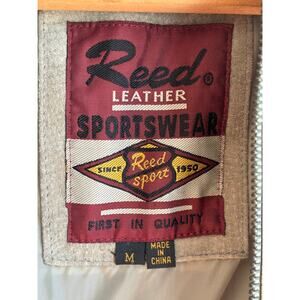 Reed®
LEATHER
SPORTSWEAR
SINCE Reed 1950
sport
FIRST IN QUALITY
M
MADE
IN
CHINA